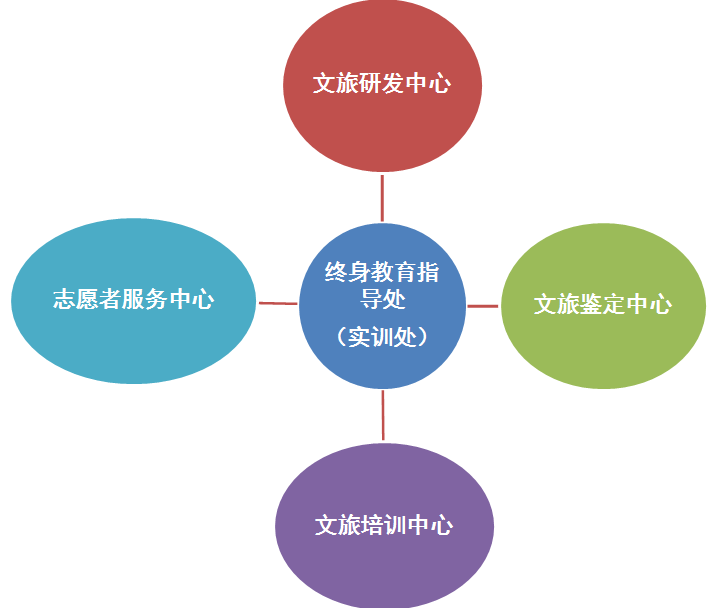 文旅研发中心
终身教育指
导处
（实训处）
志愿者服务中心
文旅鉴定中心
文旅培训中心